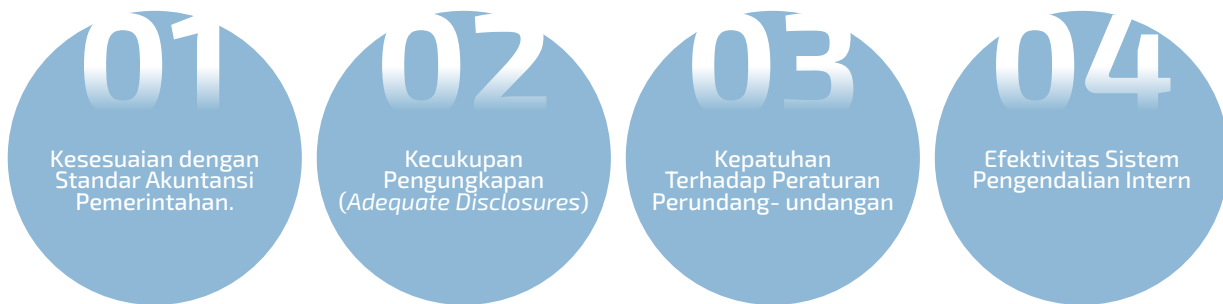 01
Kesesuaian dengan
Standar Akuntansi
Pemerintahan.
02
Kecukupan
Pengungkapan
(Adequate Disclosures)
03
Kepatuhan
Terhadap Peraturan
Perundang- undangan
04
Efektivitas Sistem
Pengendalian Intern